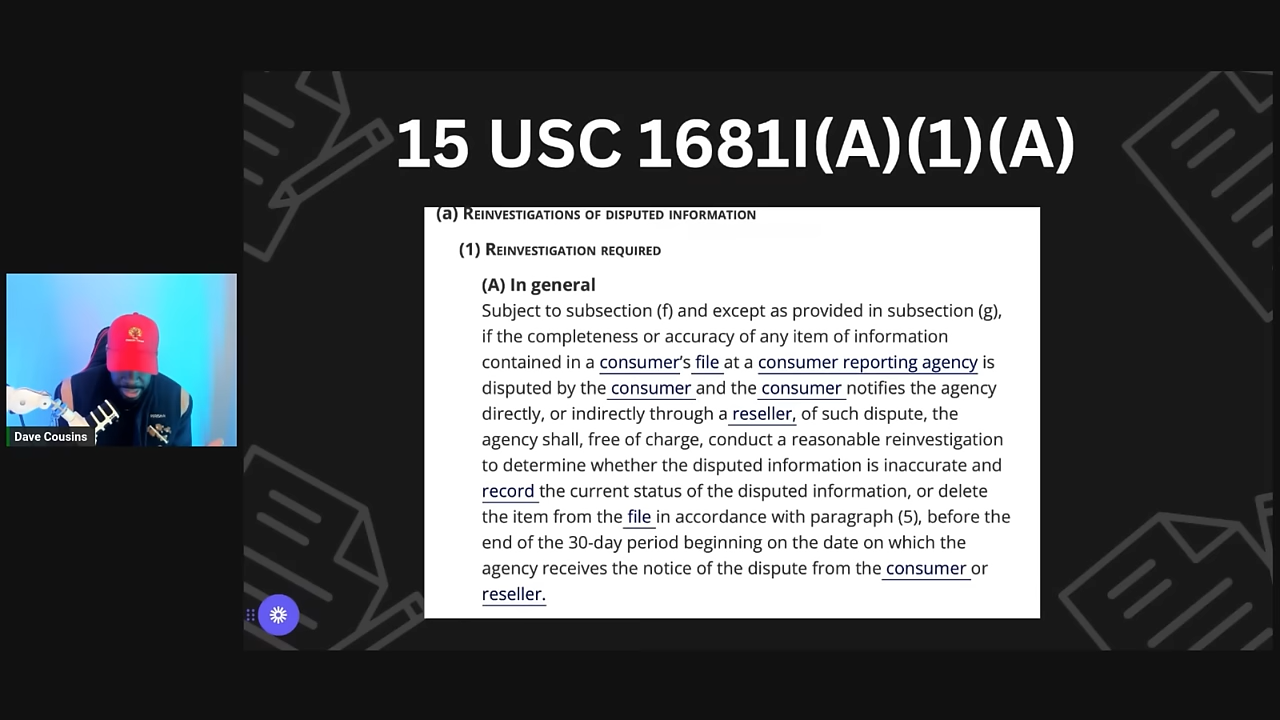 15 USC 1681I(A)(1)(A)
(a) REINVESTIGATIONS OF DISPUTED INFORMATION
(1) REINVESTIGATION REQUIRED
(A) In general
Subject to subsection (f) and except as provided in subsection (g),
if the completeness or accuracy of any item of information
contained in a consumer's file at a consumer reporting agency is
disputed by the consumer and the consumer notifies the agency
directly, or indirectly through a reseller, of such dispute, the
agency shall, free of charge, conduct a reasonable reinvestigation
to determine whether the disputed information is inaccurate and
record the current status of the disputed information, or delete
the item from the file in accordance with paragraph (5), before the
end of the 30-day period beginning on the date on which the
agency receives the notice of the dispute from the consumer or
reseller.
Dave Cousins